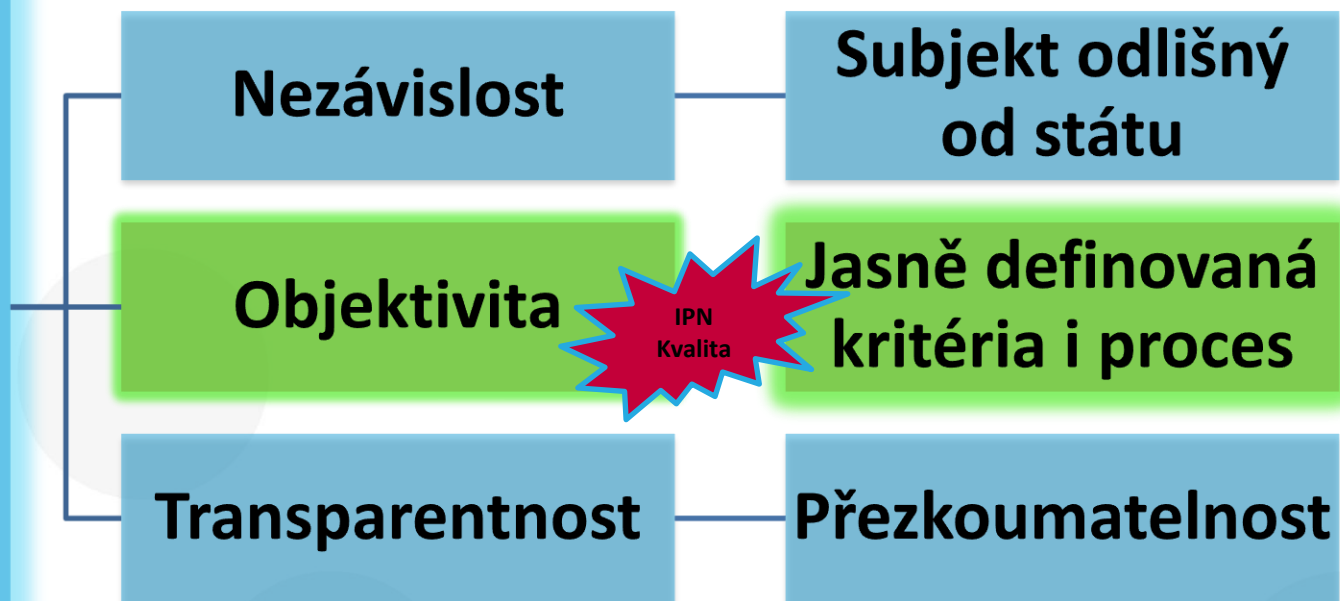 Nezávislost
Subjekt odlišný
od státu
Objektivita
IPN
Kvalita
Jasně definovaná
kritéria i proces
Transparentnost
Přezkoumatelnost